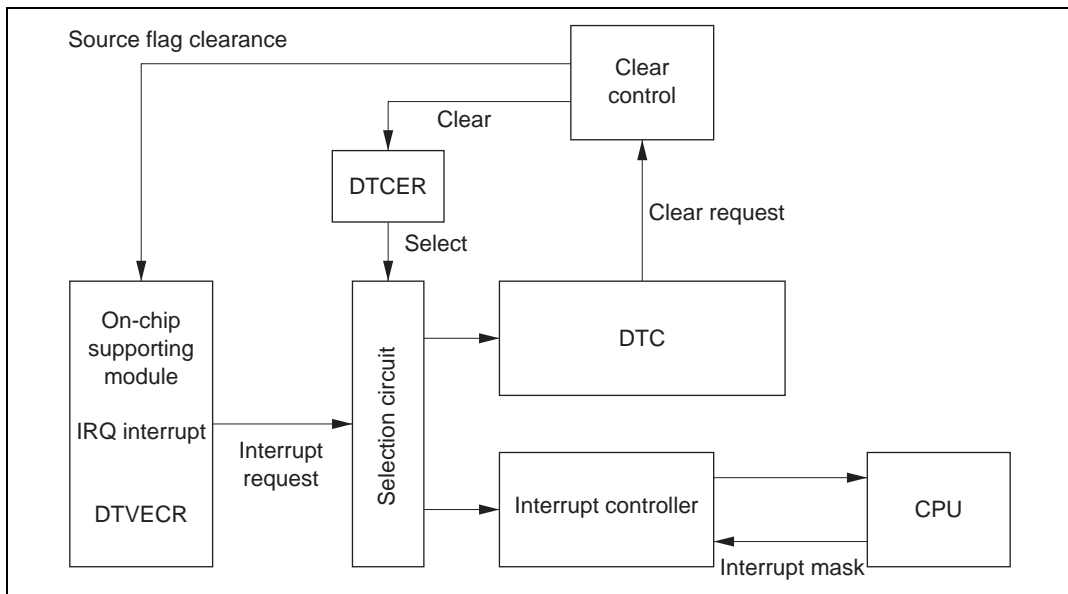 Source flag clearance
Clear
control
Clear
DTCER
Clear request
Select
On-chip
supporting
module
DTC
Selection circuit
IRQ interrupt
Interrupt
request
Interrupt controller
CPU
DTVECR
Interrupt mask